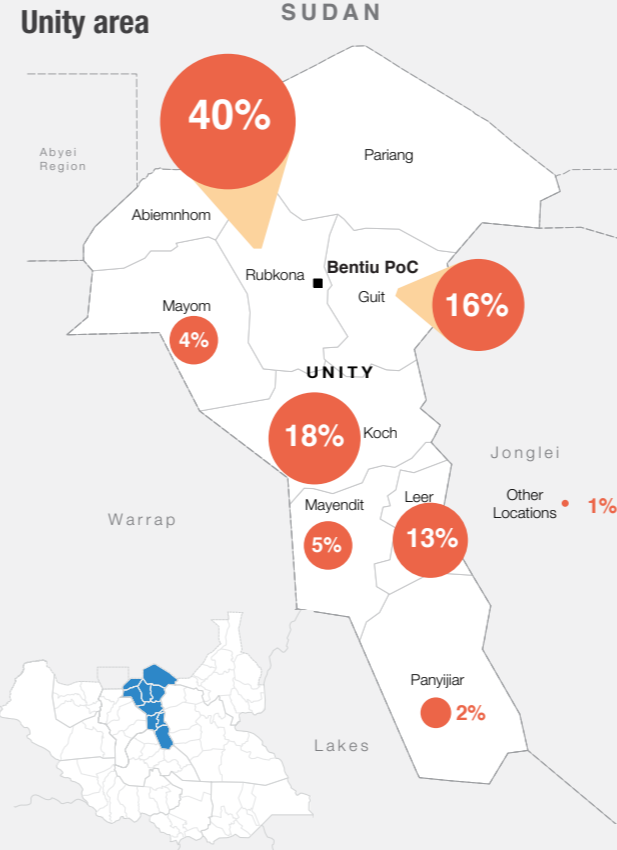 Unity area
SUDAN
40%
Pariang
Abyei
Region
Abiemnhom
Rubkona
Bentiu PoC
Guit
16%
Mayom
4%
UNITY
18%
Koch
Jonglei
Warrap
Mayendit
5%
Leer
13%
Other
Locations
1%
Panyijiar
2%
Lakes